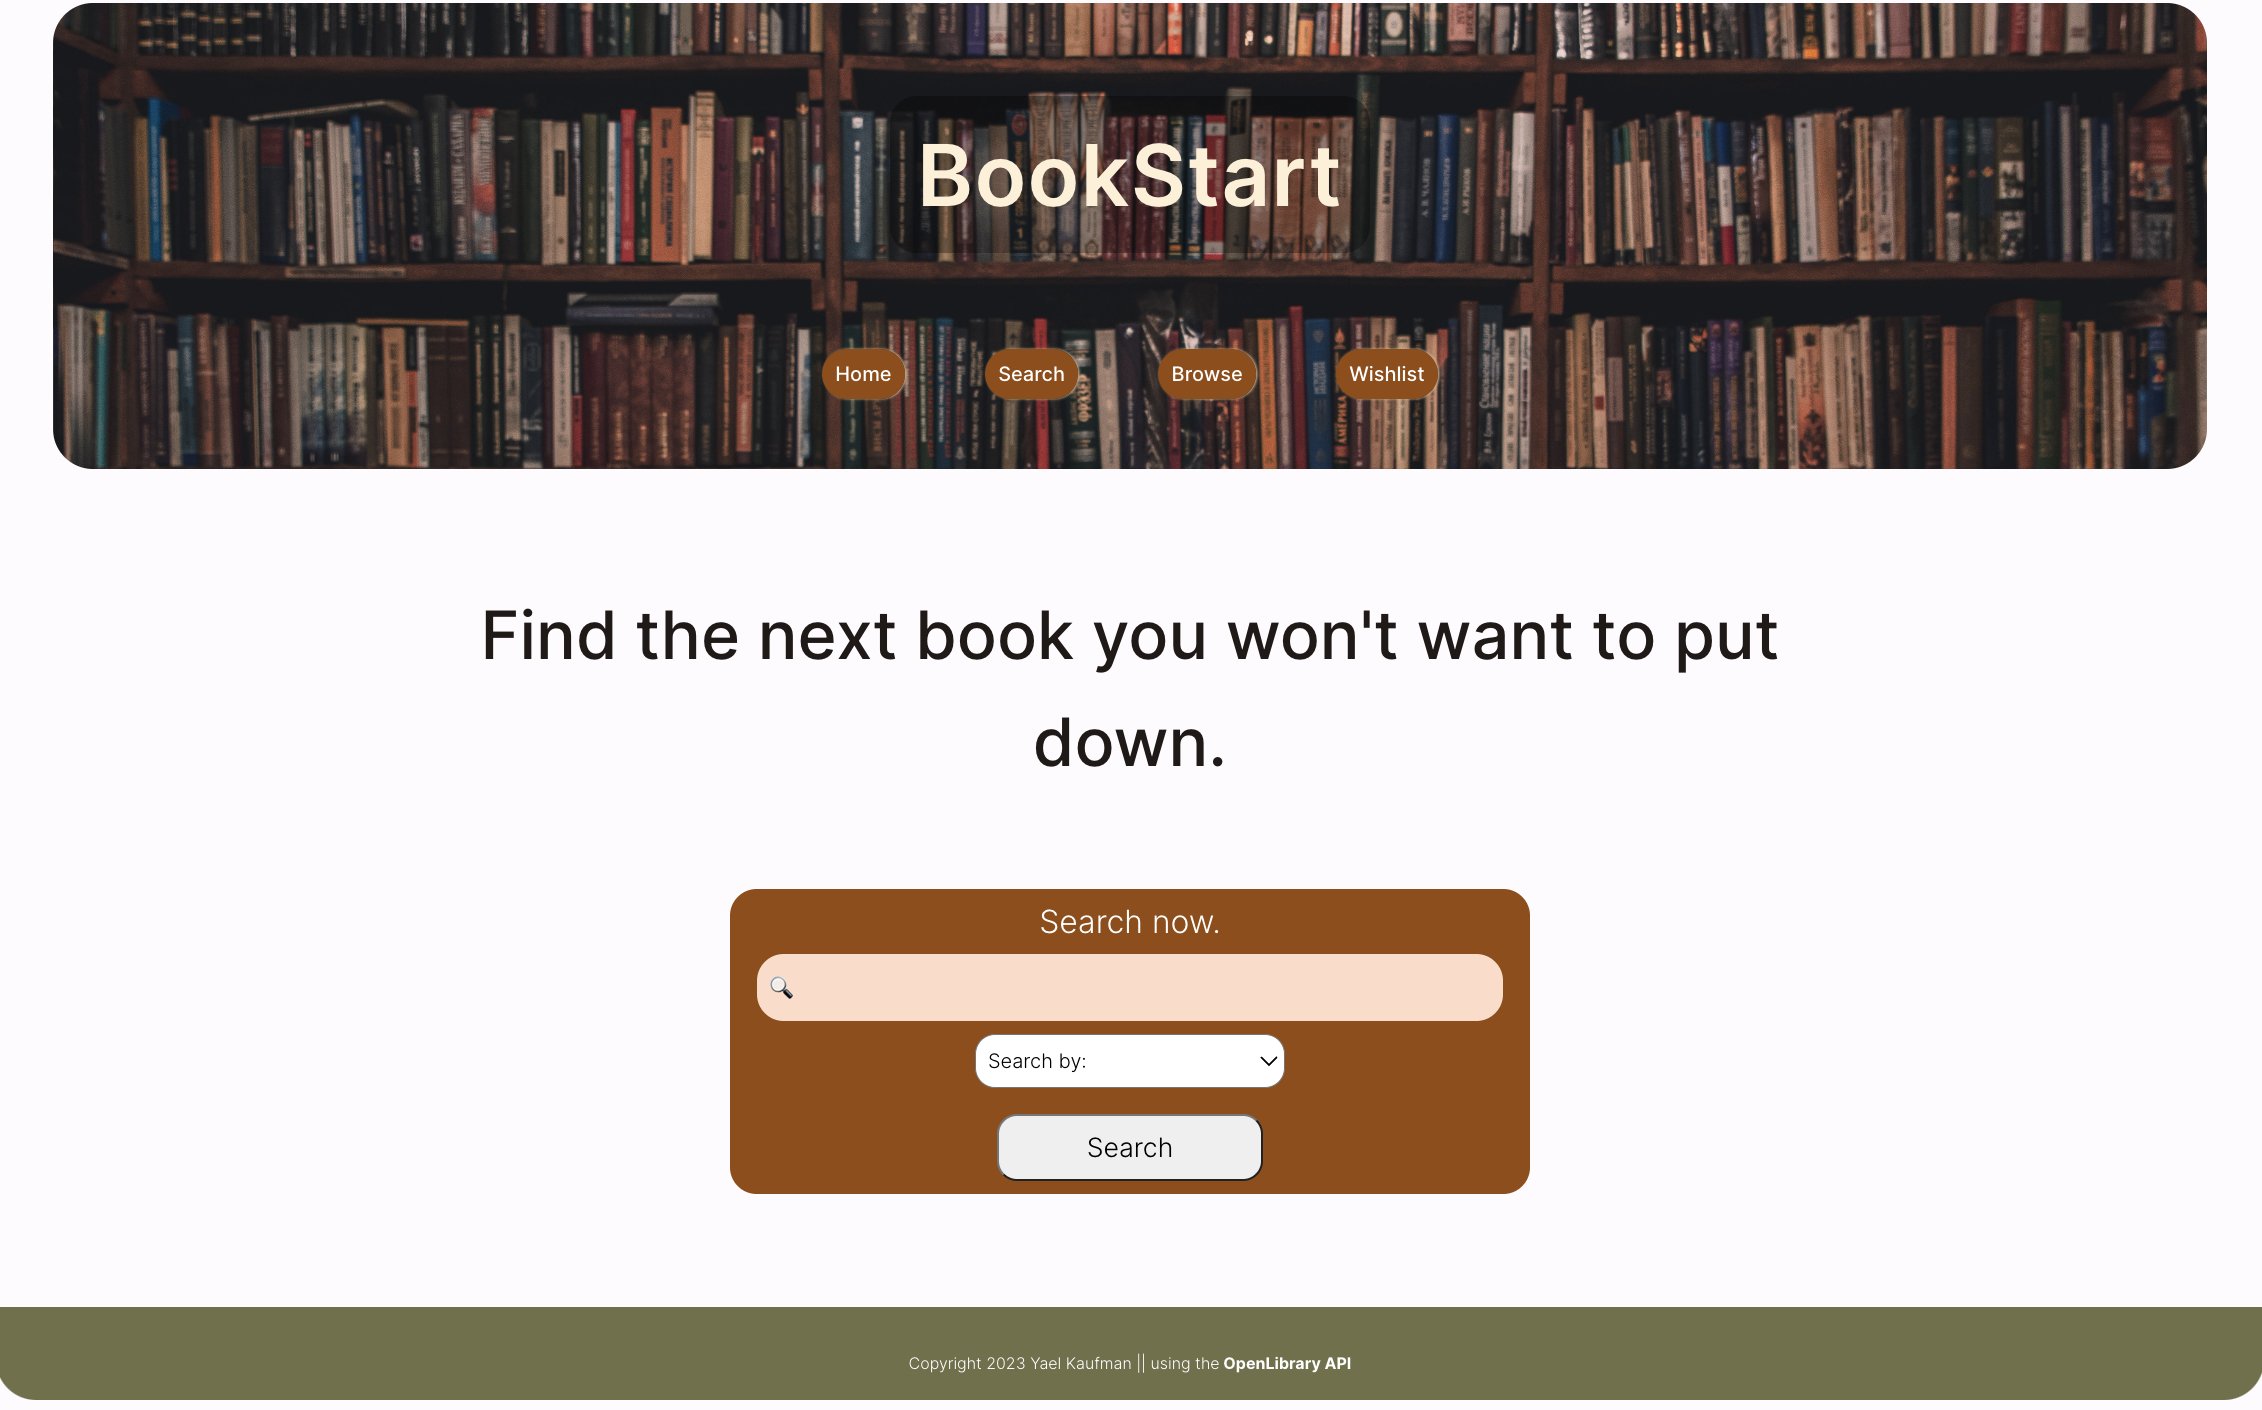 BookStart
Home Search Browse Wishlist
Find the next book you won't want to put
down.
Search now.
🔍
Search by:
Search
Copyright 2023 Yael Kaufman || using the OpenLibrary API